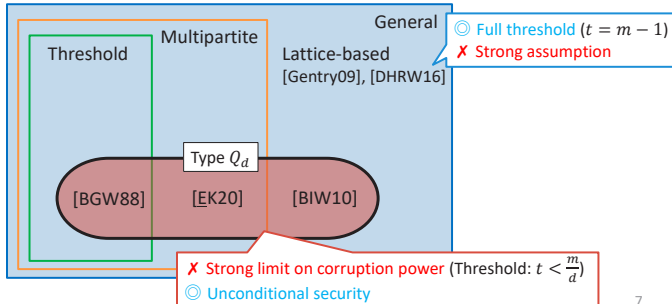 General
◎ Full threshold (t = m − 1)
✗ Strong assumption
Multipartite
Threshold
Lattice-based
[Gentry09], [DHRW16]
Type Q_d
[BGW88]
[EK20]
[BIW10]
✗ Strong limit on corruption power (Threshold: t < m/d)
◎ Unconditional security
7